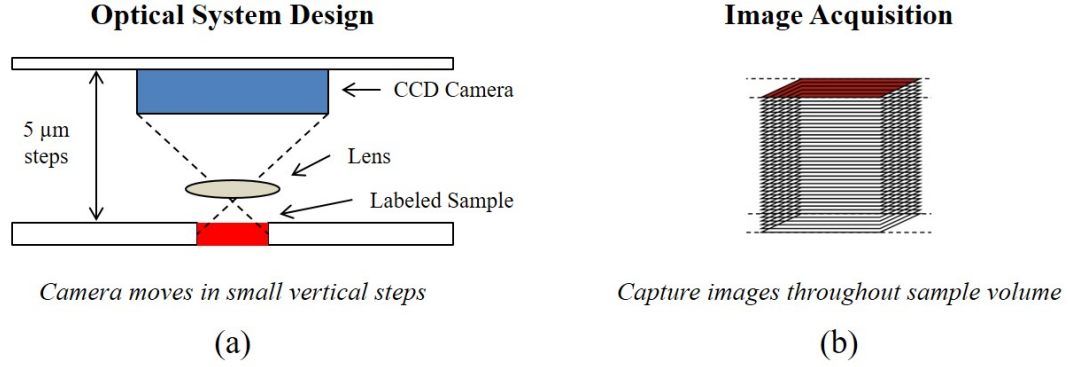 Optical System Design
Image Acquisition
CCD Camera
5 µm
steps
Lens
Labeled Sample
Camera moves in small vertical steps
Capture images throughout sample volume
(a)
(b)